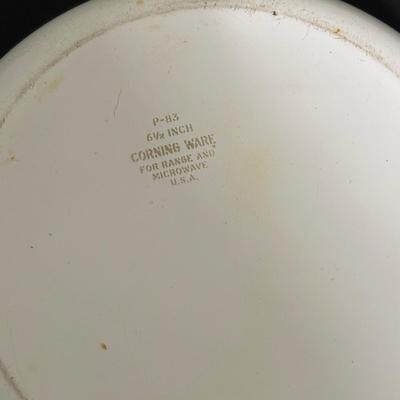 P-83
6½ INCH
CORNING WARE
FOR RANGE AND
MICROWAVE
U.S.A.